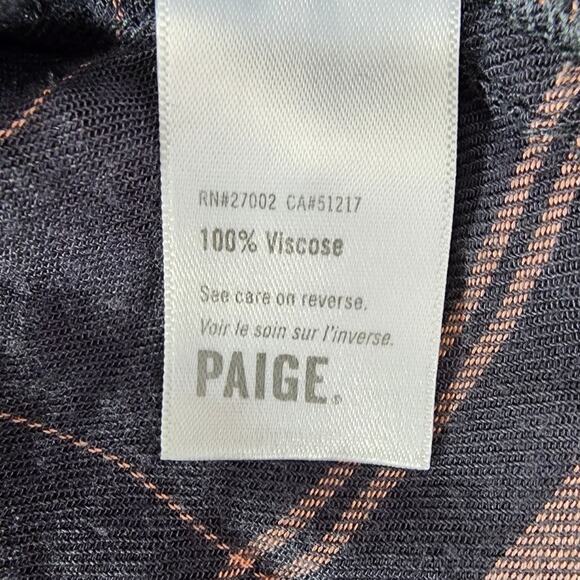 RN#27002 CA#51217
100% Viscose
See care on reverse.
Voir le soin sur l'inverse.
PAIGE.